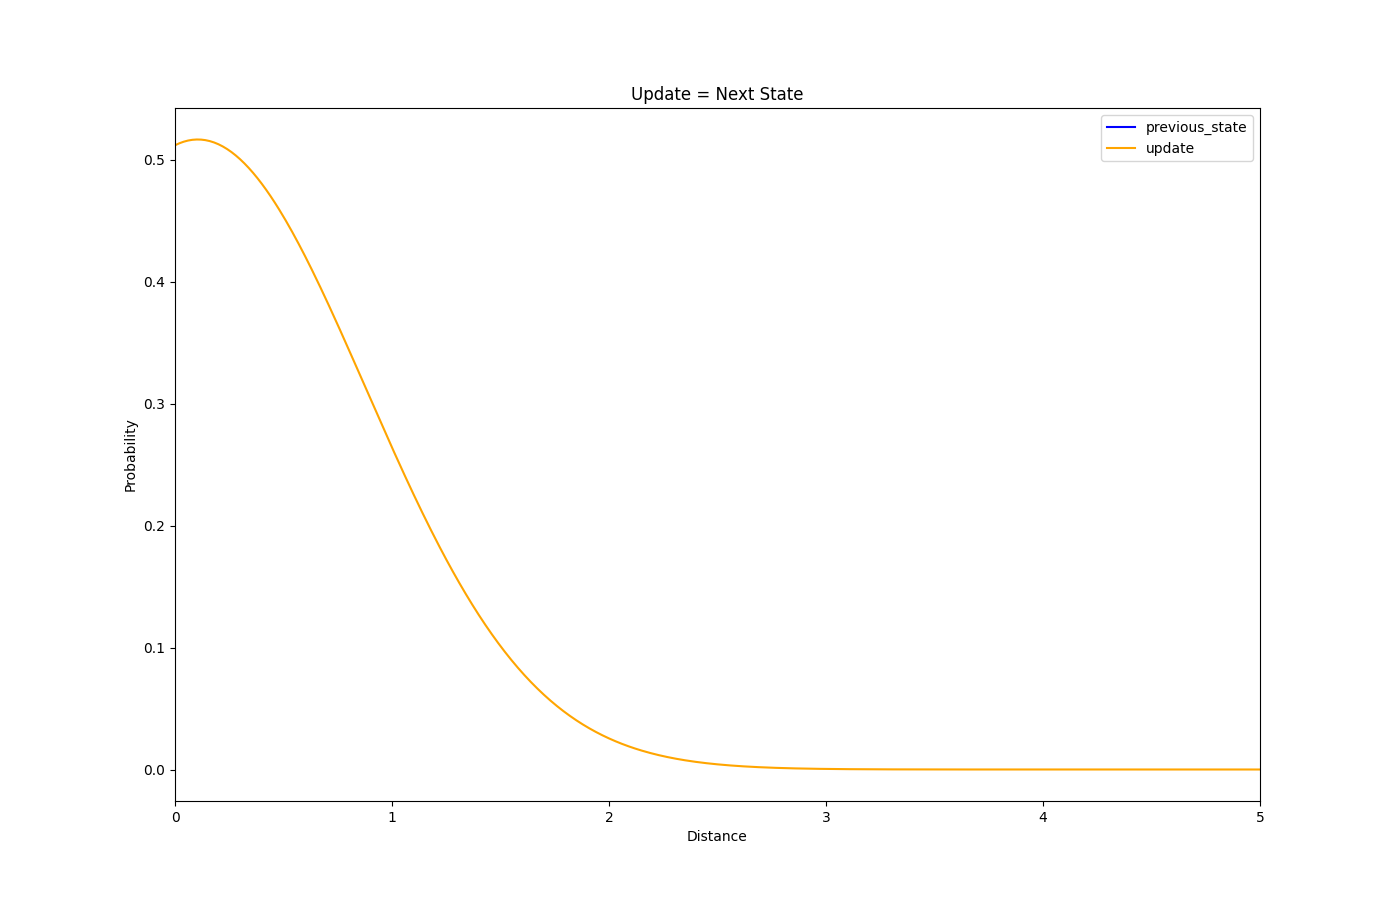 Update = Next State
previous_state
update
Probability
0.5
0.4
0.3
0.2
0.1
0.0
0 1 2 3 4 5
Distance